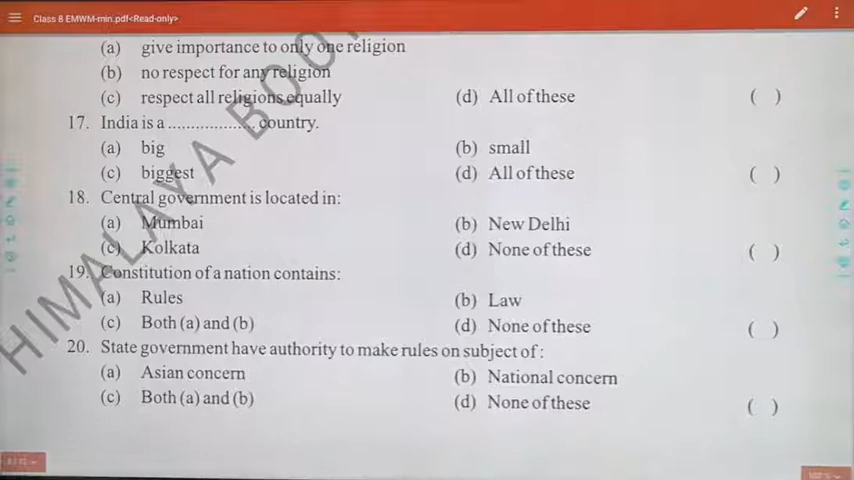 Class 8 EMWM-min.pdf<Read-only>
(a) give importance to only one religion
(b) no respect for any religion
(c) respect all religions equally (d) All of these ( )
17. India is a ................... country.
(a) big (b) small
(c) biggest (d) All of these ( )
18. Central government is located in:
(a) Mumbai (b) New Delhi
(c) Kolkata (d) None of these ( )
19. Constitution of a nation contains:
(a) Rules (b) Law
(c) Both (a) and (b) (d) None of these ( )
20. State government have authority to make rules on subject of :
(a) Asian concern (b) National concern
(c) Both (a) and (b) (d) None of these ( )
HIMALAYA